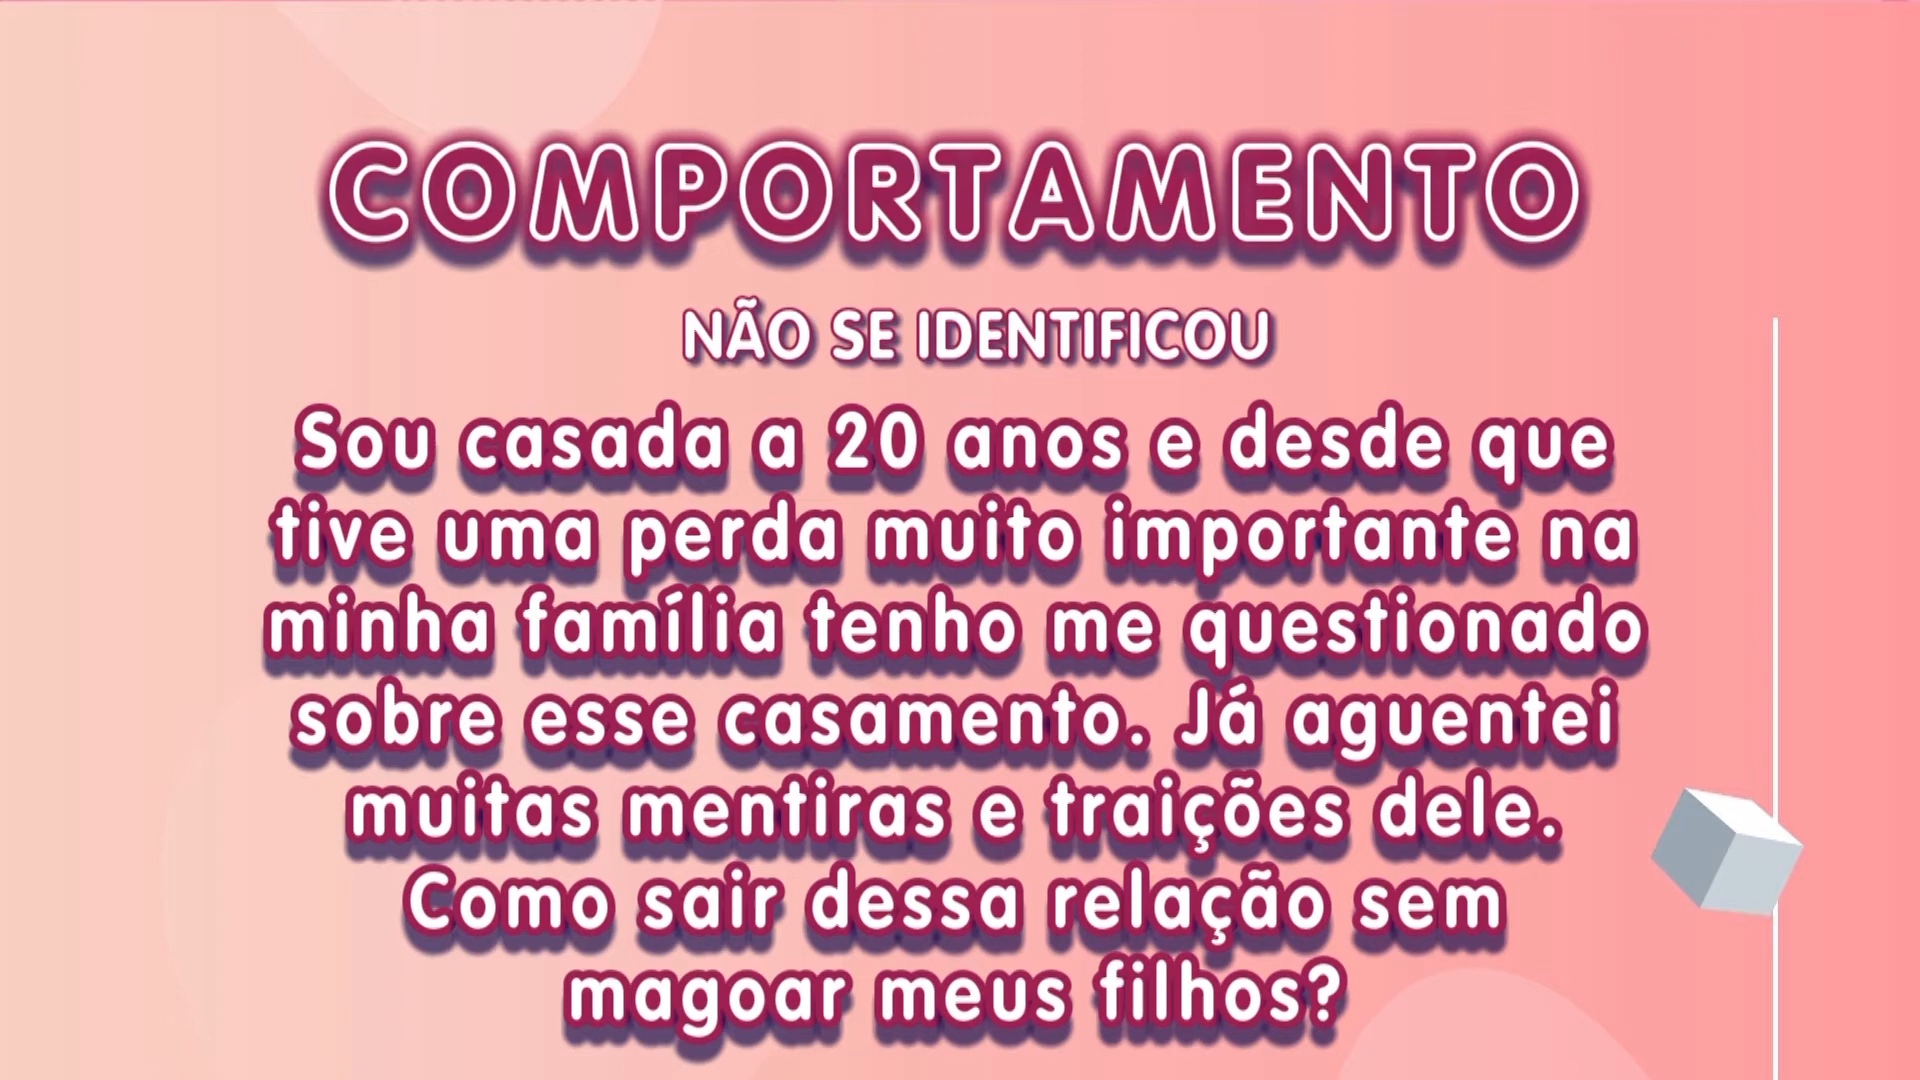 COMPORTAMENTO
NÃO SE IDENTIFICOU
Sou casada a 20 anos e desde que
tive uma perda muito importante na
minha família tenho me questionado
sobre esse casamento. Já aguentei
muitas mentiras e traições dele.
Como sair dessa relação sem
magoar meus filhos?